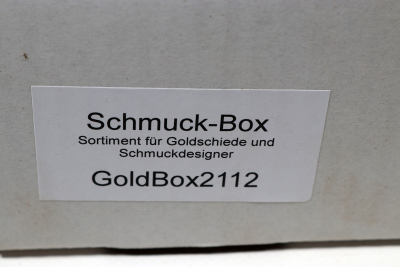 Schmuck-Box
Sortiment für Goldschiede und
Schmuckdesigner
GoldBox2112